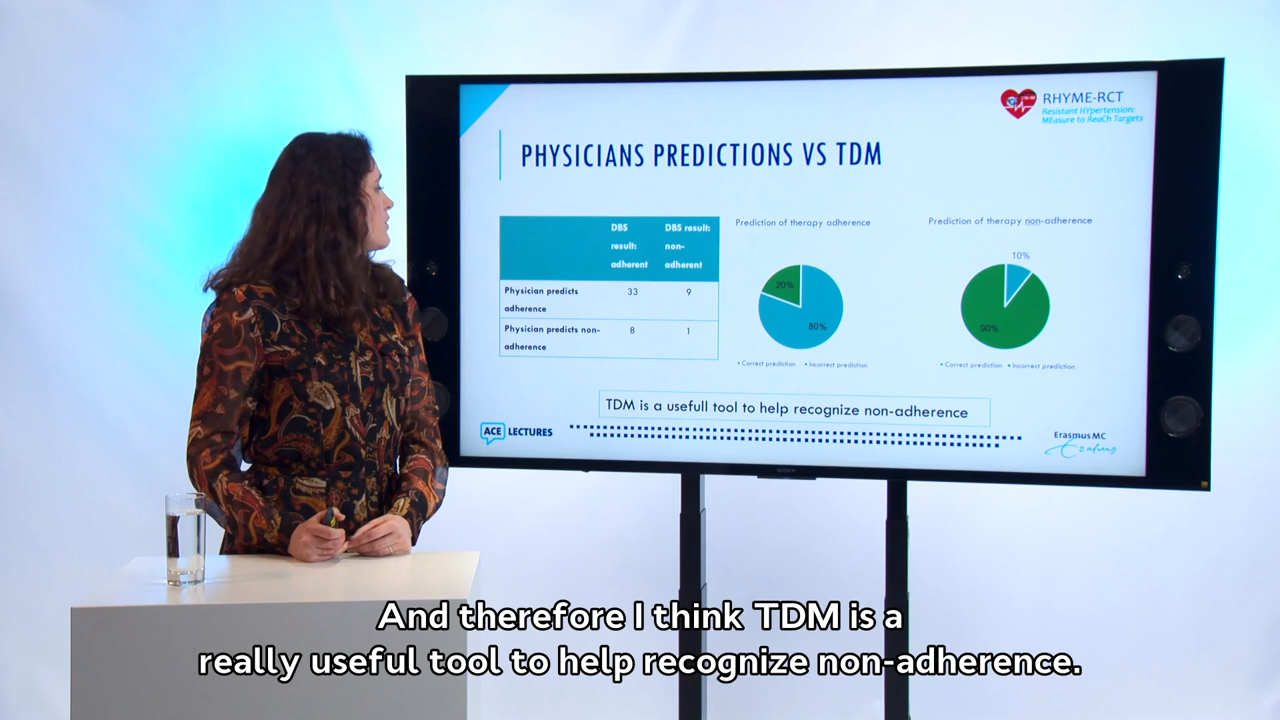 RHYME-RCT
Resistant HYpertension:
MEasure to ReaCh Targets
PHYSICIANS PREDICTIONS VS TDM
DBS result: adherent
DBS result: non-adherent
Physician predicts adherence
33
9
Physician predicts non-adherence
8
1
Prediction of therapy adherence
20%
80%
Correct prediction
Incorrect prediction
Prediction of therapy non-adherence
10%
90%
Correct prediction
Incorrect prediction
TDM is a usefull tool to help recognize non-adherence
ACE LECTURES
Erasmus MC
SONY
And therefore I think TDM is a
really useful tool to help recognize non-adherence.